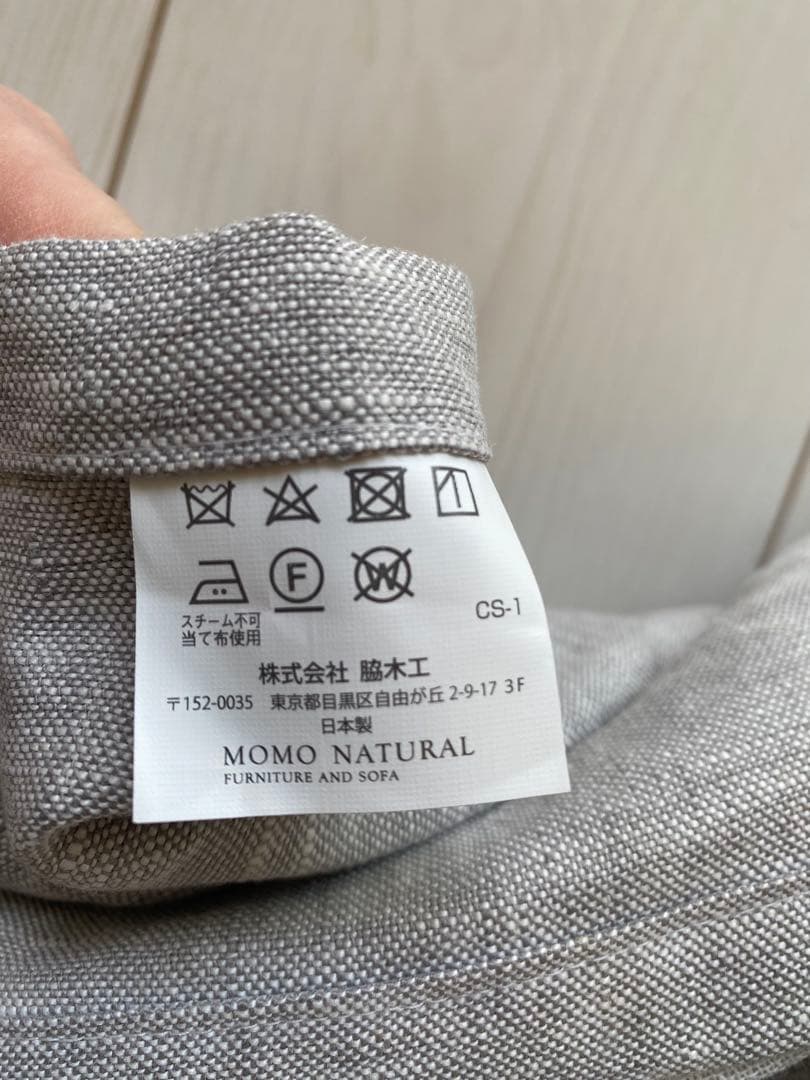 F W
CS-1
スチーム不可
当て布使用
株式会社 脇木工
〒152-0035 東京都目黒区自由が丘 2-9-17 3F
日本製
MOMO NATURAL
FURNITURE AND SOFA